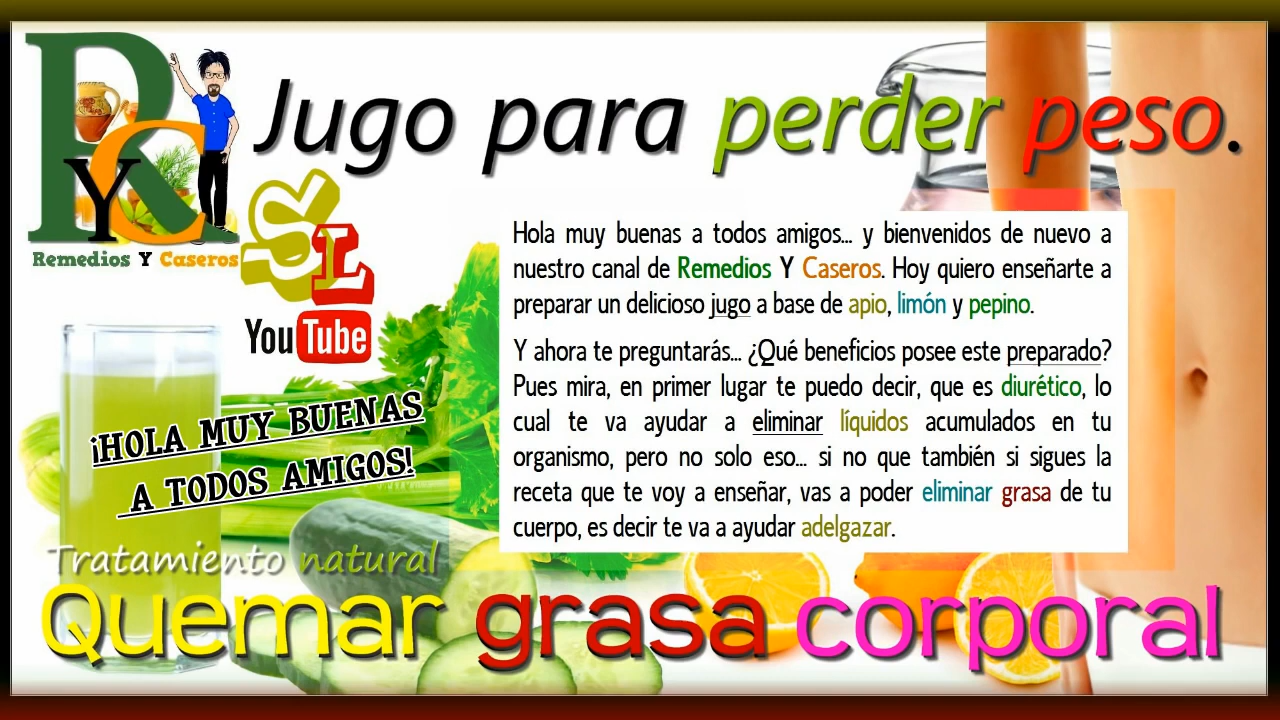 RYC
Remedios Y Caseros
Jugo para perder peso.
SL
YouTube
Hola muy buenas a todos amigos... y bienvenidos de nuevo a
nuestro canal de Remedios Y Caseros. Hoy quiero enseñarte a
preparar un delicioso jugo a base de apio, limón y pepino.
Y ahora te preguntarás... ¿Qué beneficios posee este preparado?
Pues mira, en primer lugar te puedo decir, que es diurético, lo
cual te va ayudar a eliminar líquidos acumulados en tu
organismo, pero no solo eso... si no que también si sigues la
receta que te voy a enseñar, vas a poder eliminar grasa de tu
cuerpo, es decir te va a ayudar adelgazar.
¡HOLA MUY BUENAS
A TODOS AMIGOS!
Tratamiento natural
Quemar grasa corporal